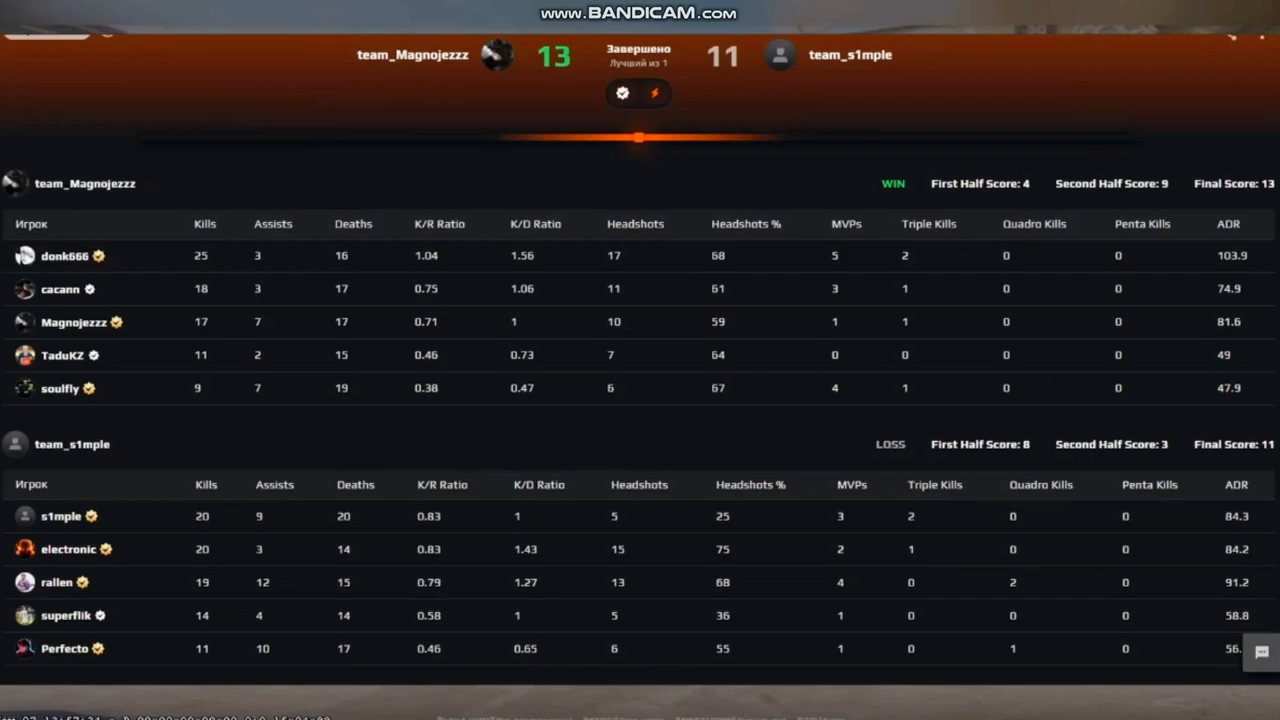 www.BANDICAM.com
team_Magnojezzz 13 Завершено 11 team_s1mple
Лучший из 1
team_Magnojezzz WIN First Half Score: 4 Second Half Score: 9 Final Score: 13
Игрок Kills Assists Deaths K/R Ratio K/D Ratio Headshots Headshots % MVPs Triple Kills Quadro Kills Penta Kills ADR
donk666 25 3 16 1.04 1.56 17 68 5 2 0 0 103.9
cacann 18 3 17 0.75 1.06 11 61 3 1 0 0 74.9
Magnojezzz 17 7 17 0.71 1 10 59 1 1 0 0 81.6
TaduKZ 11 2 15 0.46 0.73 7 64 0 0 0 0 49
soulfly 9 7 19 0.38 0.47 6 67 4 1 0 0 47.9
team_s1mple LOSS First Half Score: 8 Second Half Score: 3 Final Score: 11
Игрок Kills Assists Deaths K/R Ratio K/D Ratio Headshots Headshots % MVPs Triple Kills Quadro Kills Penta Kills ADR
s1mple 20 9 20 0.83 1 5 25 3 2 0 0 84.3
electronic 20 3 14 0.83 1.43 15 75 2 1 0 0 84.2
rallen 19 12 15 0.79 1.27 13 68 4 0 2 0 91.2
superflik 14 4 14 0.58 1 5 36 1 0 0 0 58.8
Perfecto 11 10 17 0.46 0.65 6 55 1 0 1 0 56.